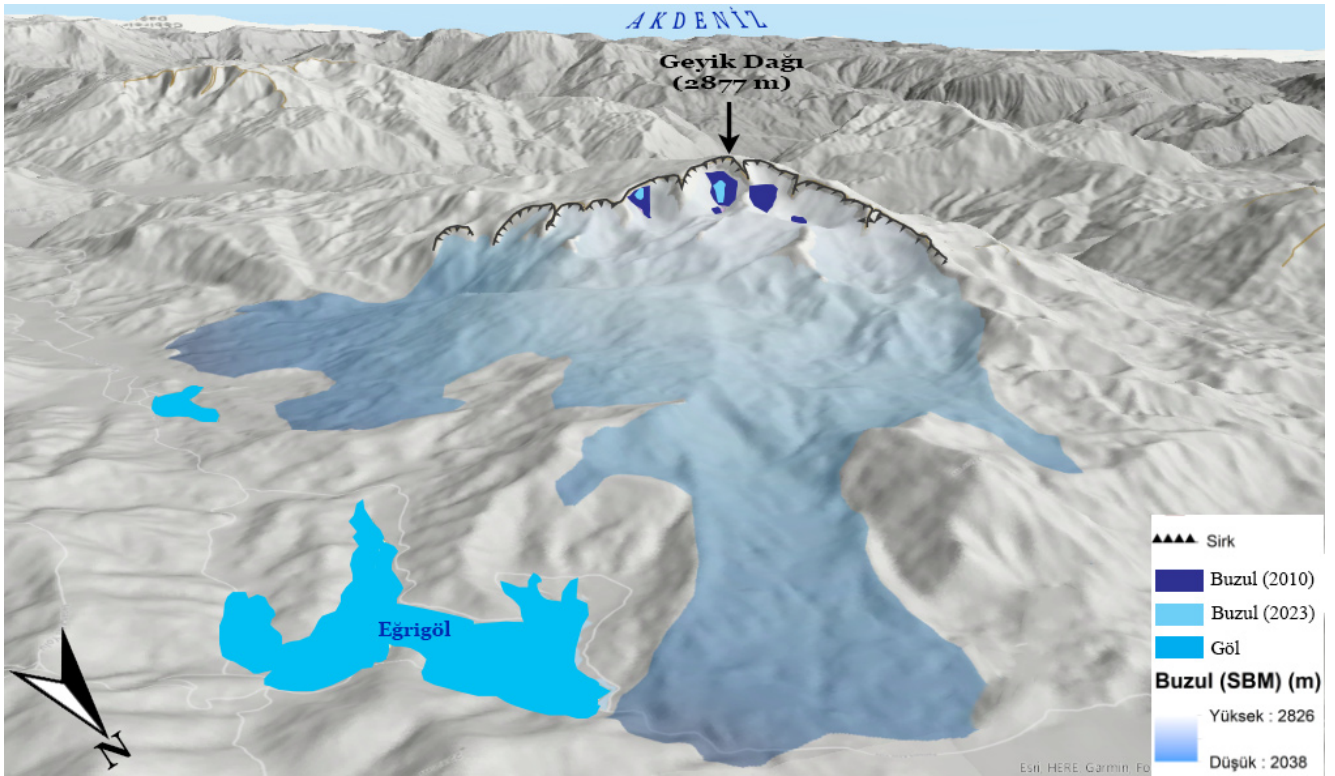 AKDENİZ
Geyik Dağı
(2877 m)
Eğrigöl
N
Sirk
Buzul (2010)
Buzul (2023)
Göl
Buzul (SBM) (m)
Yüksek : 2826
Düşük : 2038
Esri, HERE, Garmin, Fo